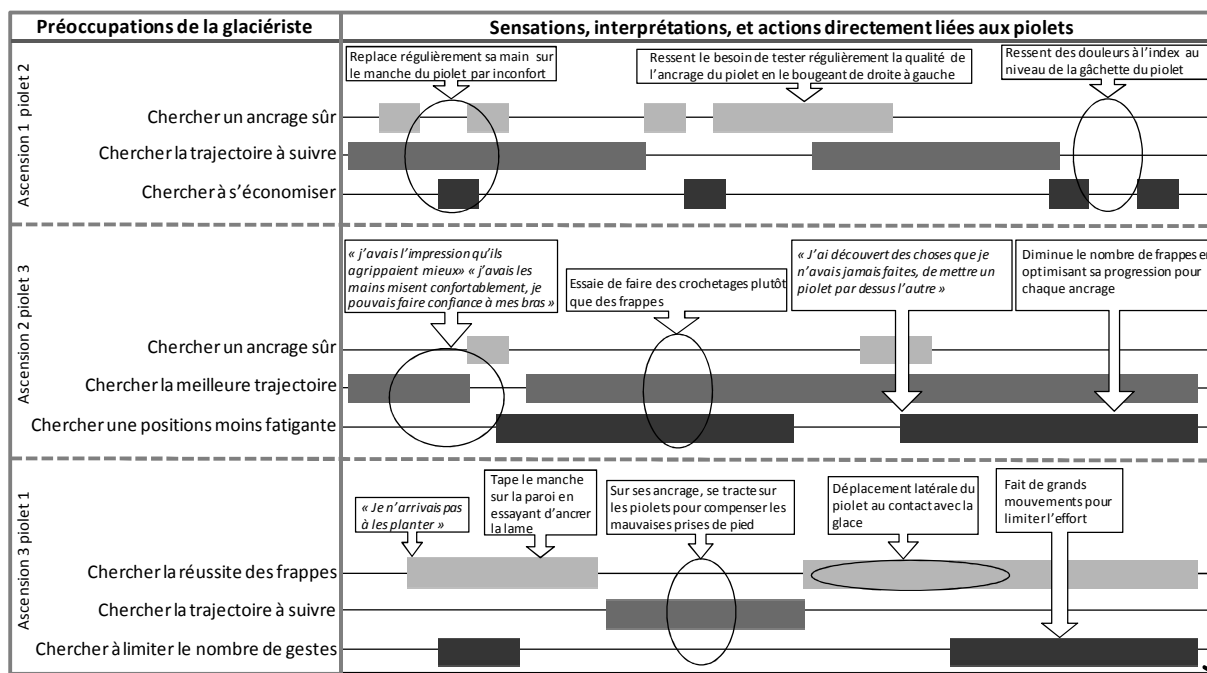 Préoccupations de la glaciériste
Sensations, interprétations, et actions directement liées aux piolets
Ascension 1 piolet 2
Replace régulièrement sa main sur
le manche du piolet par inconfort
Ressent le besoin de tester régulièrement la qualité de
l'ancrage du piolet en le bougeant de droite à gauche
Ressent des douleurs à l'index au
niveau de la gâchette du piolet
Chercher un ancrage sûr
Chercher la trajectoire à suivre
Chercher à s'économiser
Ascension 2 piolet 3
« j'avais l'impression qu'ils
agrippaient mieux» « j'avais les
mains misent confortablement, je
pouvais faire confiance à mes bras »
Essaie de faire des crochetages plutôt
que des frappes
« J'ai découvert des choses que je
n'avais jamais faites, de mettre un
piolet par dessus l'autre »
Diminue le nombre de frappes en
optimisant sa progression pour
chaque ancrage
Chercher un ancrage sûr
Chercher la meilleure trajectoire
Chercher une positions moins fatigante
Ascension 3 piolet 1
« Je n'arrivais pas
à les planter »
Tape le manche
sur la paroi en
essayant d'ancrer
la lame
Sur ses ancrage, se tracte sur
les piolets pour compenser les
mauvaises prises de pied
Déplacement latérale du
piolet au contact avec la
glace
Fait de grands
mouvements pour
limiter l'effort
Chercher la réussite des frappes
Chercher la trajectoire à suivre
Chercher à limiter le nombre de gestes